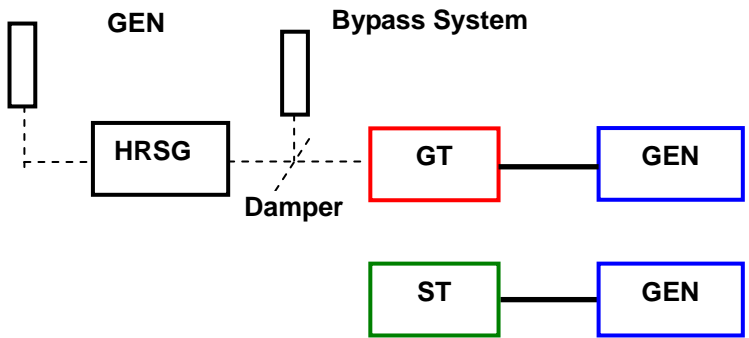 GEN
Bypass System
HRSG
GT
GEN
Damper
ST
GEN